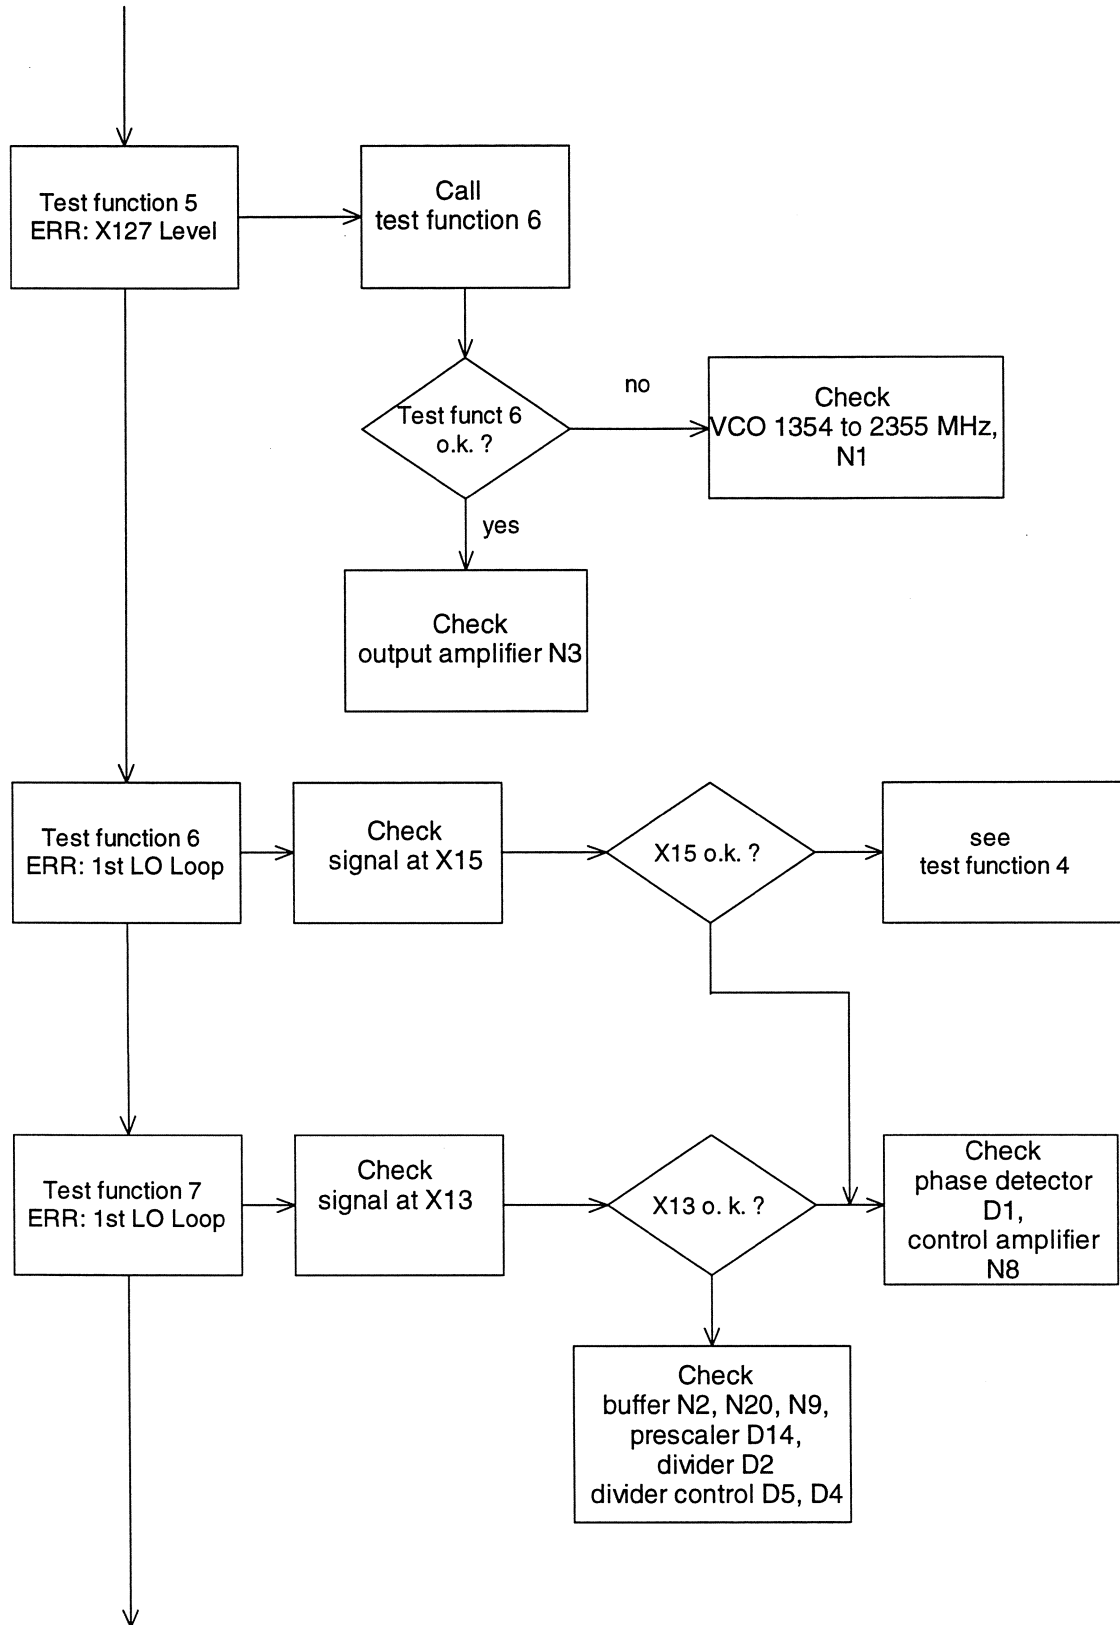 Test function 5
ERR: X127 Level
Call
test function 6
Test funct 6
o.k. ?
no
Check
VCO 1354 to 2355 MHz,
N1
yes
Check
output amplifier N3
Test function 6
ERR: 1st LO Loop
Check
signal at X15
X15 o.k. ?
see
test function 4
Test function 7
ERR: 1st LO Loop
Check
signal at X13
X13 o. k. ?
Check
phase detector
D1,
control amplifier
N8
Check
buffer N2, N20, N9,
prescaler D14,
divider D2
divider control D5, D4